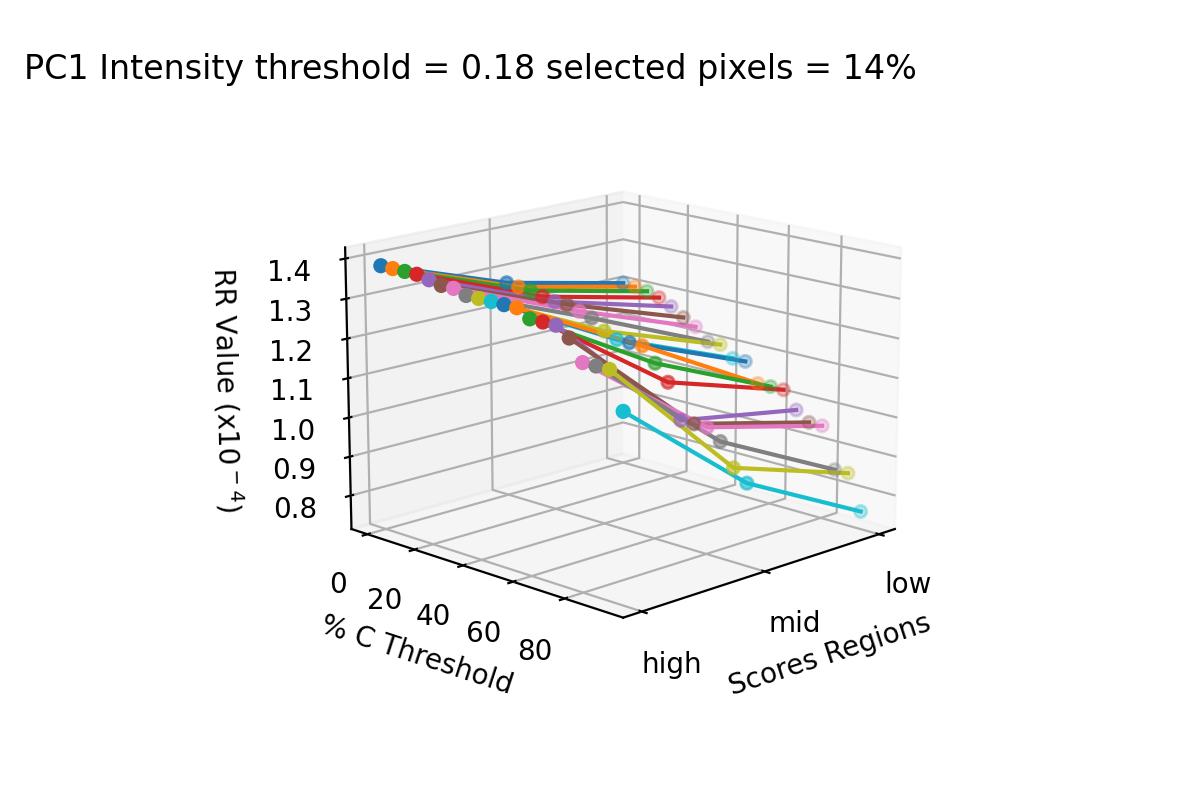 PC1 Intensity threshold = 0.18 selected pixels = 14%
RR Value (x10⁻⁴)
1.4
1.3
1.2
1.1
1.0
0.9
0.8
0
20
40
60
80
% C Threshold
high
mid
low
Scores Regions